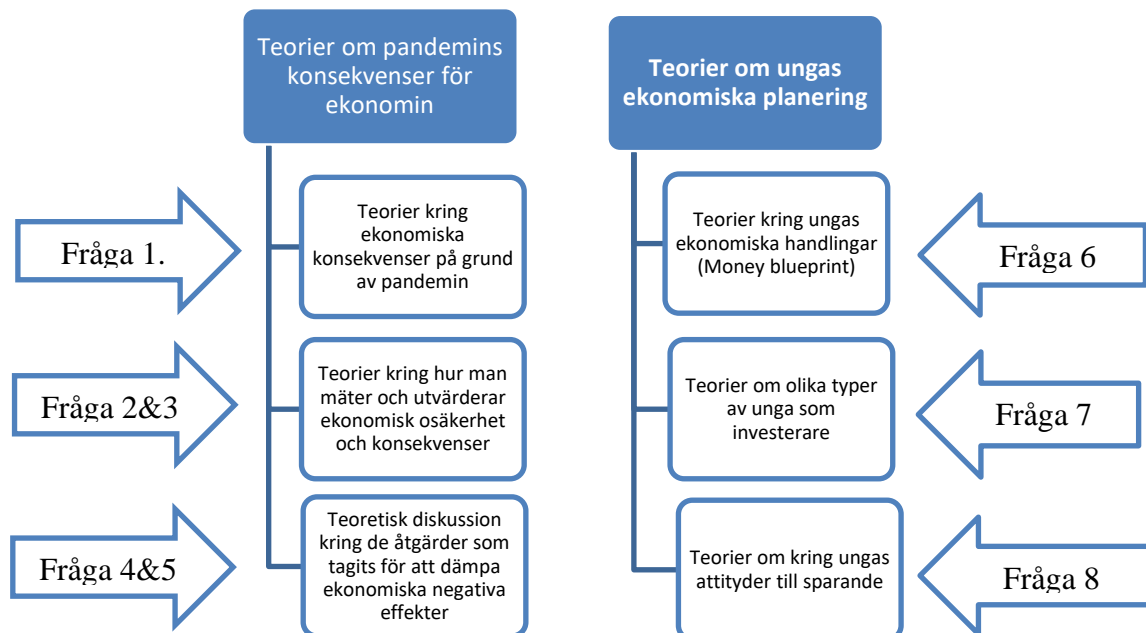 Teorier om pandemins
konsekvenser för
ekonomin
Fråga 1.
Teorier kring
ekonomiska
konsekvenser på grund
av pandemin
Fråga 2&3
Teorier kring hur man
mäter och utvärderar
ekonomisk osäkerhet
och konsekvenser
Fråga 4&5
Teoretisk diskussion
kring de åtgärder som
tagits för att dämpa
ekonomiska negativa
effekter
Teorier om ungas
ekonomiska planering
Teorier kring ungas
ekonomiska handlingar
(Money blueprint)
Fråga 6
Teorier om olika typer
av unga som
investerare
Fråga 7
Teorier om kring ungas
attityder till sparande
Fråga 8